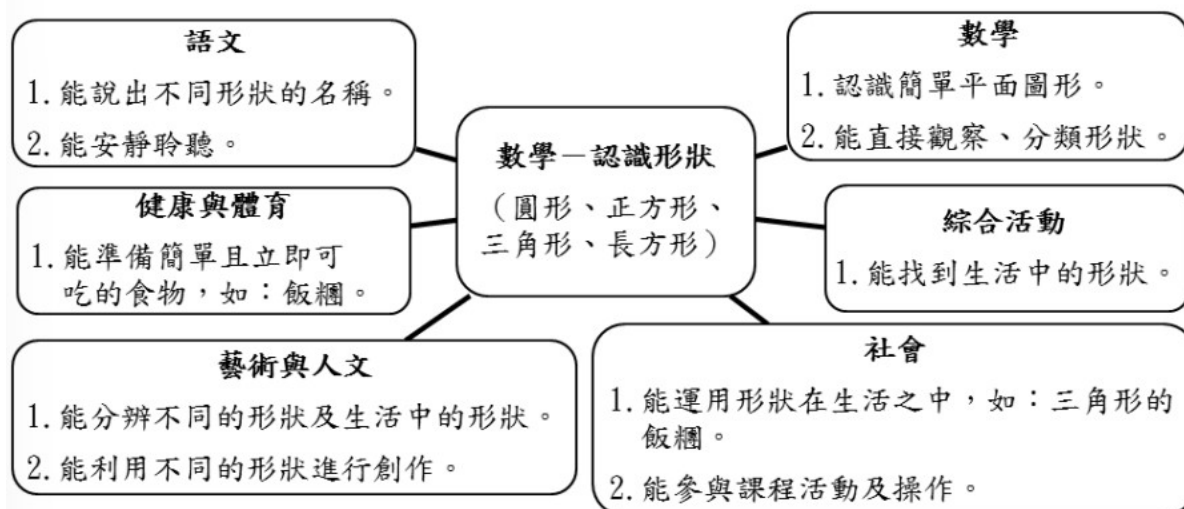 語文
1. 能說出不同形狀的名稱。
2. 能安靜聆聽。
數學
1. 認識簡單平面圖形。
2. 能直接觀察、分類形狀。
數學－認識形狀
（圓形、正方形、
三角形、長方形）
健康與體育
1. 能準備簡單且立即可
吃的食物，如：飯糰。
綜合活動
1. 能找到生活中的形狀。
藝術與人文
1. 能分辨不同的形狀及生活中的形狀。
2. 能利用不同的形狀進行創作。
社會
1. 能運用形狀在生活之中，如：三角形的
飯糰。
2. 能參與課程活動及操作。